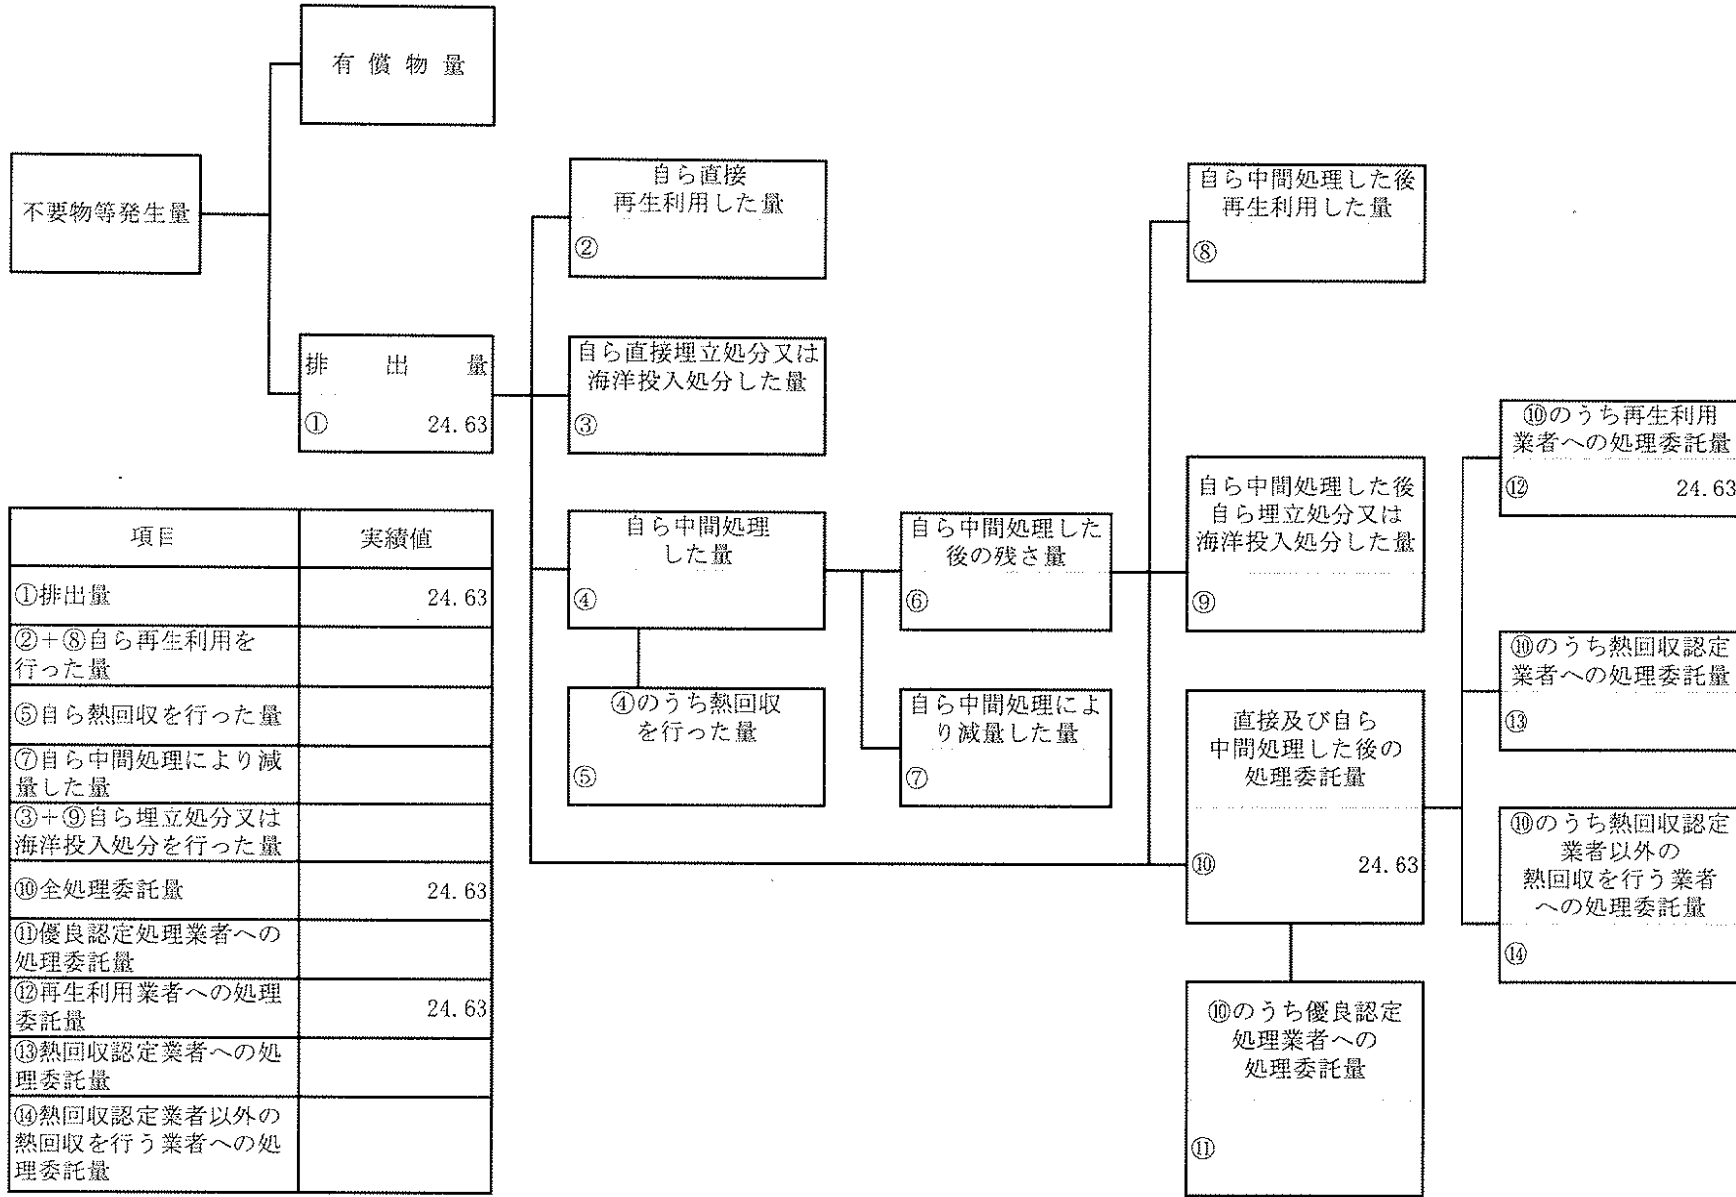 有償物量
不要物等発生量
排出量
① 24.63
自ら直接
再生利用した量
②
自ら直接埋立処分又は
海洋投入処分した量
③
自ら中間処理
した量
④
④のうち熱回収
を行った量
⑤
自ら中間処理した
後の残さ量
⑥
自ら中間処理によ
り減量した量
⑦
自ら中間処理した後
再生利用した量
⑧
自ら中間処理した後
自ら埋立処分又は
海洋投入処分した量
⑨
直接及び自ら
中間処理した後の
処理委託量
⑩ 24.63
⑩のうち優良認定
処理業者への
処理委託量
⑪
⑩のうち再生利用
業者への処理委託量
⑫ 24.63
⑩のうち熱回収認定
業者への処理委託量
⑬
⑩のうち熱回収認定
業者以外の
熱回収を行う業者
への処理委託量
⑭
項目 実績値
①排出量 24.63
②+⑧自ら再生利用を
行った量
⑤自ら熱回収を行った量
⑦自ら中間処理により減
量した量
③+⑨自ら埋立処分又は
海洋投入処分を行った量
⑩全処理委託量 24.63
⑪優良認定処理業者への
処理委託量
⑫再生利用業者への処理
委託量 24.63
⑬熱回収認定業者への処
理委託量
⑭熱回収認定業者以外の
熱回収を行う業者への処
理委託量